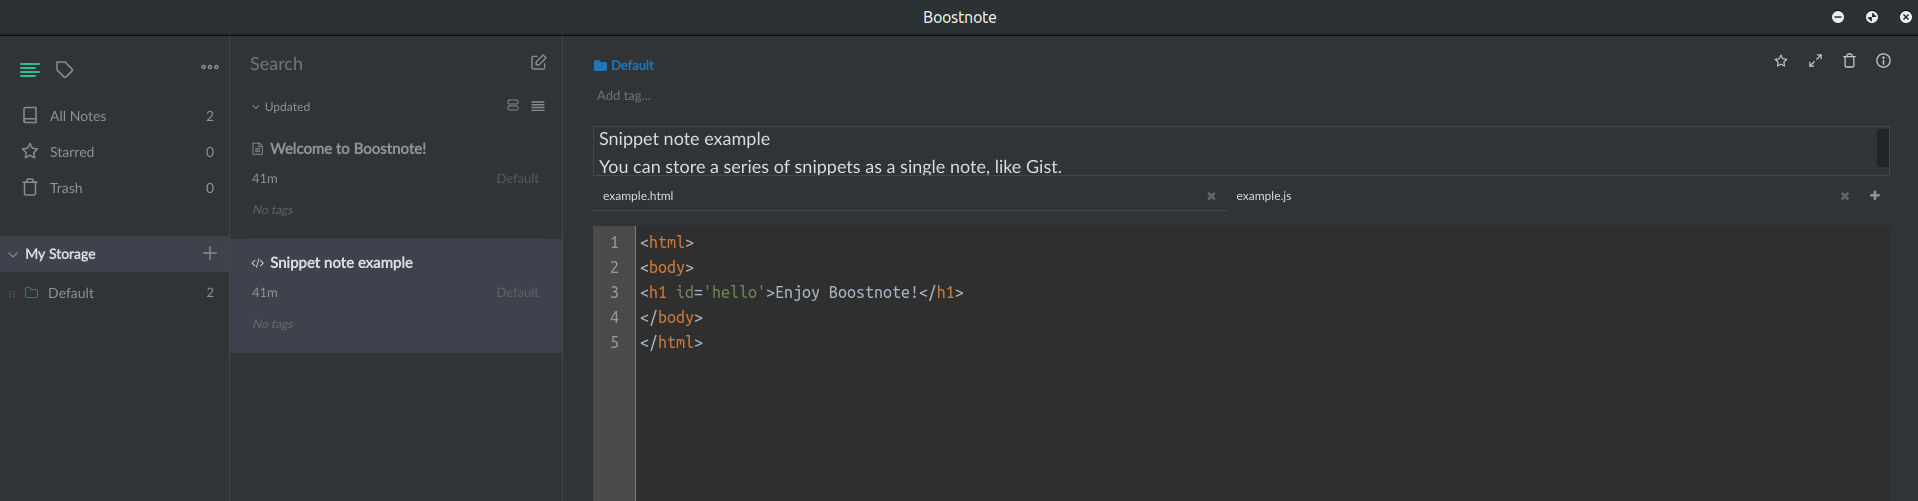 Boostnote
All Notes 2
Starred 0
Trash 0
My Storage
Default 2
Search
Updated
Welcome to Boostnote!
41m Default
No tags
Snippet note example
41m Default
No tags
Default
Add tag...
Snippet note example
You can store a series of snippets as a single note, like Gist.
example.html example.js
1 <html>
2 <body>
3 <h1 id='hello'>Enjoy Boostnote!</h1>
4 </body>
5 </html>